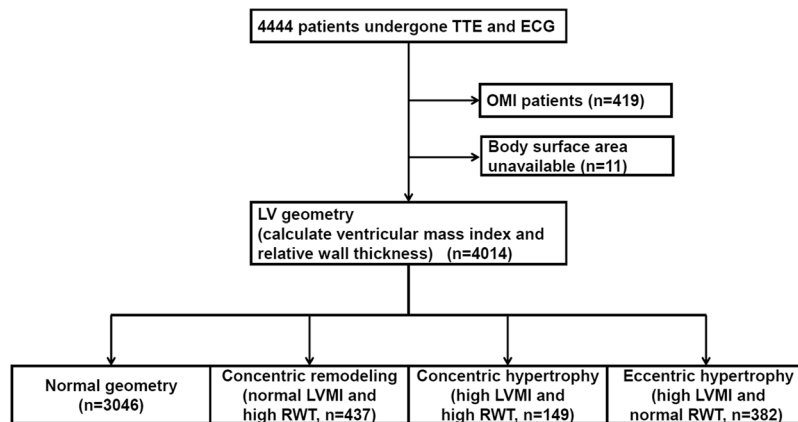 4444 patients undergone TTE and ECG
OMI patients (n=419)
Body surface area
unavailable (n=11)
LV geometry
(calculate ventricular mass index and
relative wall thickness) (n=4014)
Normal geometry
(n=3046)
Concentric remodeling
(normal LVMI and
high RWT, n=437)
Concentric hypertrophy
(high LVMI and
high RWT, n=149)
Eccentric hypertrophy
(high LVMI and
normal RWT, n=382)